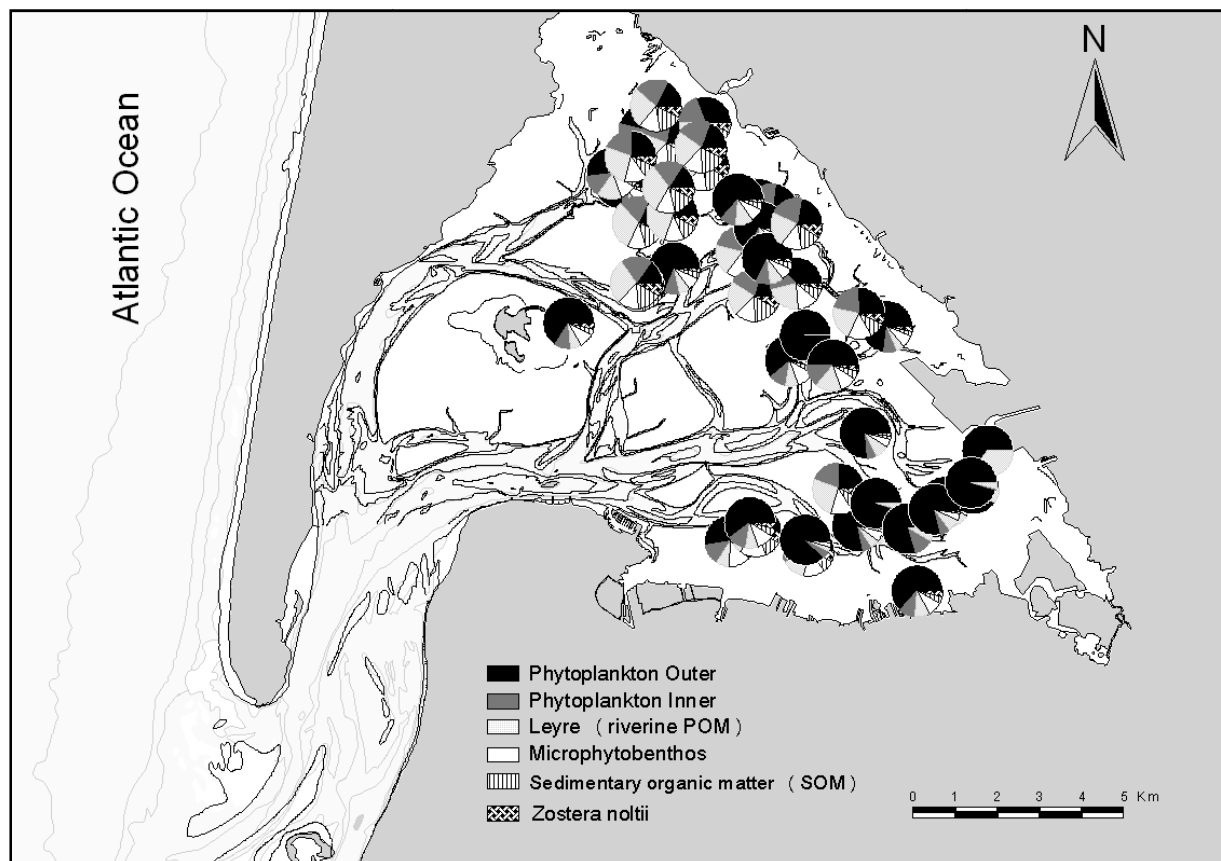 N
Atlantic Ocean
Phytoplankton Outer
Phytoplankton Inner
Leyre ( riverine POM )
Microphytobenthos
Sedimentary organic matter ( SOM )
Zostera noltii
0 1 2 3 4 5 Km